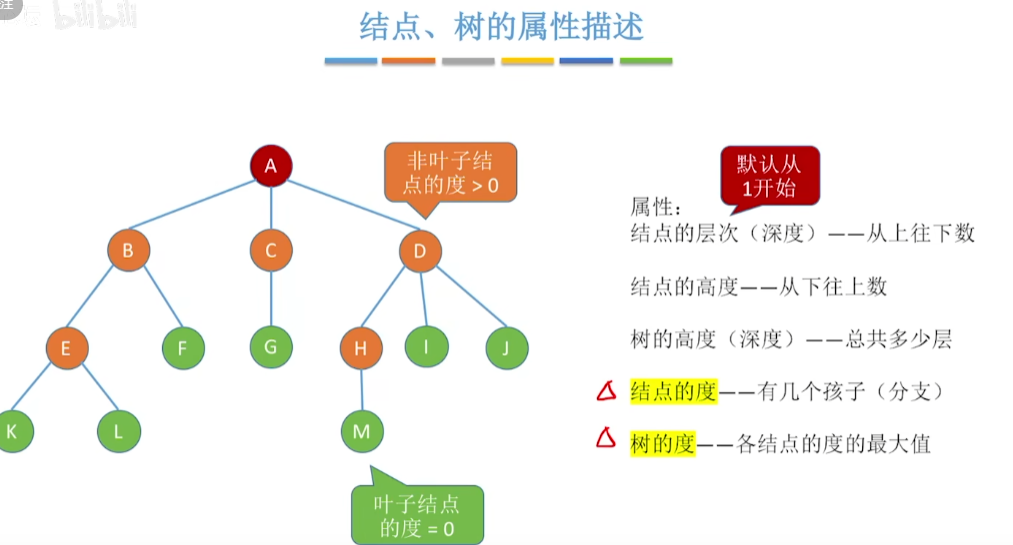 注
bilibili
结点、树的属性描述
A
非叶子结
点的度 > 0
默认从
1开始
属性：
结点的层次（深度）——从上往下数
B
C
D
结点的高度——从下往上数
树的高度（深度）——总共多少层
E
F
G
H
I
J
结点的度——有几个孩子（分支）
K
L
M
树的度——各结点的度的最大值
叶子结点
的度 = 0